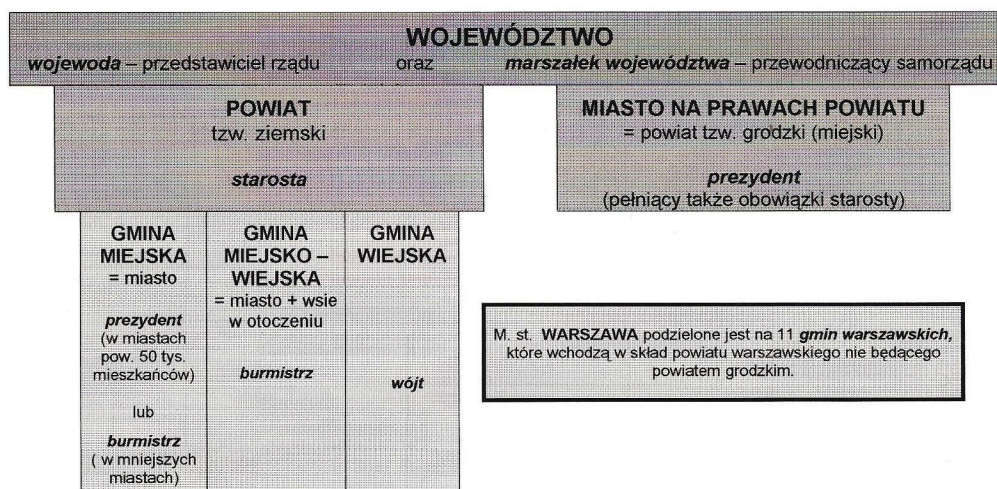 WOJEWÓDZTWO
wojewoda – przedstawiciel rządu oraz marszałek województwa – przewodniczący samorządu
POWIAT
tzw. ziemski
starosta
MIASTO NA PRAWACH POWIATU
= powiat tzw. grodzki (miejski)
prezydent
(pełniący także obowiązki starosty)
GMINA
MIEJSKA
= miasto
prezydent
(w miastach
pow. 50 tys.
mieszkańców)
lub
burmistrz
( w mniejszych
miastach)
GMINA
MIEJSKO –
WIEJSKA
= miasto + wsie
w otoczeniu
burmistrz
GMINA
WIEJSKA
wójt
M. st. WARSZAWA podzielone jest na 11 gmin warszawskich,
które wchodzą w skład powiatu warszawskiego nie będącego
powiatem grodzkim.